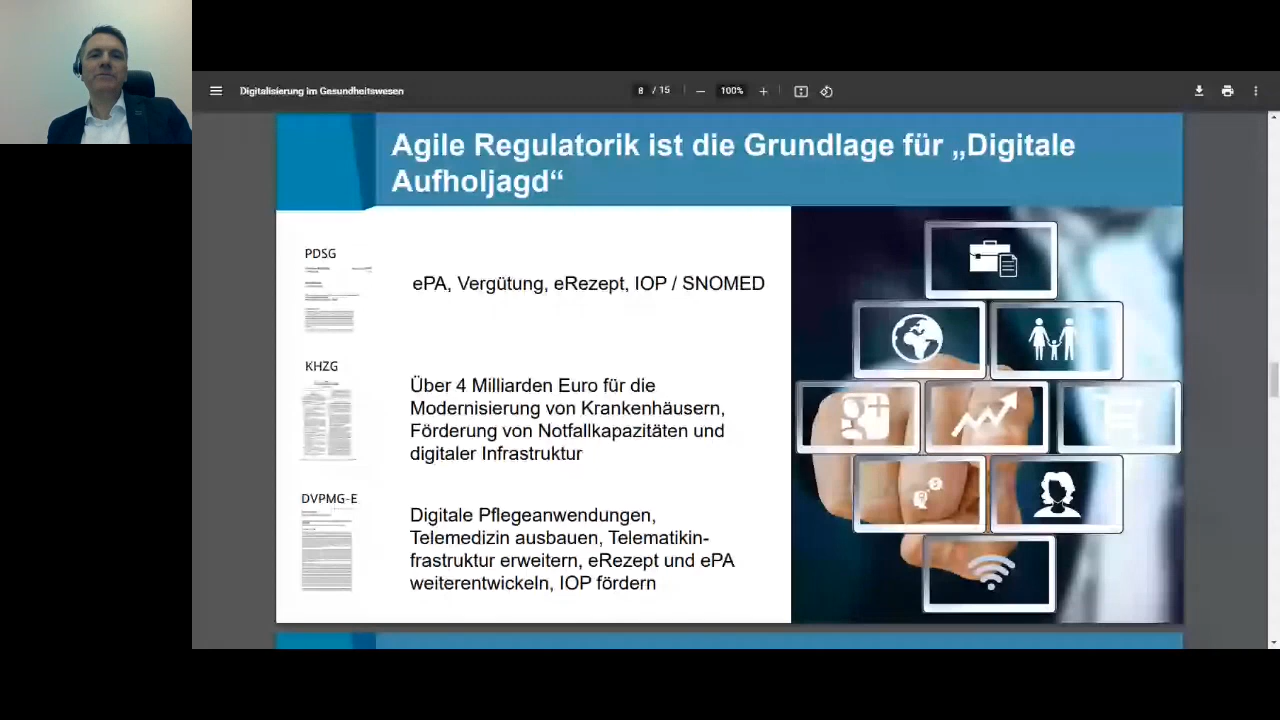 Digitalisierung im Gesundheitswesen
8 / 15
100%
Agile Regulatorik ist die Grundlage für „Digitale
Aufholjagd“
PDSG
ePA, Vergütung, eRezept, IOP / SNOMED
KHZG
Über 4 Milliarden Euro für die
Modernisierung von Krankenhäusern,
Förderung von Notfallkapazitäten und
digitaler Infrastruktur
DVPMG-E
Digitale Pflegeanwendungen,
Telemedizin ausbauen, Telematikin-
frastruktur erweitern, eRezept und ePA
weiterentwickeln, IOP fördern